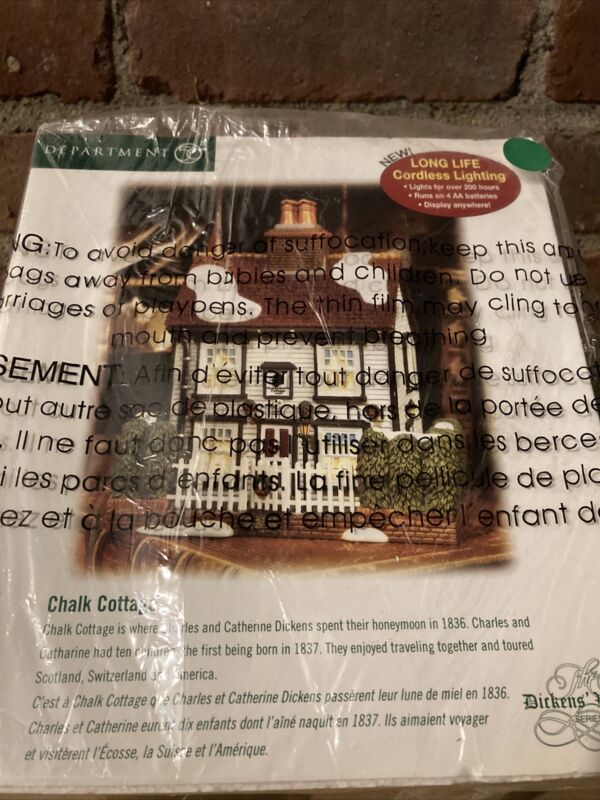 DEPARTMENT 56
NEW!
LONG LIFE
Cordless Lighting
• Lights for over 200 hours
• Runs on 4 AA batteries
• Display anywhere!
NG: To avoid danger of suffocation; keep this
ags away from babies and children. Do not
rriages or playpens. The thin film may cling to
mouth and prevent breathing
SEMENT: Afin d'éviter tout danger de suffoca
out autre sac de plastique, hors de la portée de
s. Il ne faut donc pas l'utiliser dans les berce
i les parcs d'enfants. La fine pellicule de pla
ez et à la bouche et empecher l'enfant d
Chalk Cottage
Chalk Cottage is where Charles and Catherine Dickens spent their honeymoon in 1836. Charles and
Catharine had ten children, the first being born in 1837. They enjoyed traveling together and toured
Scotland, Switzerland and America.
C'est à Chalk Cottage que Charles et Catherine Dickens passèrent leur lune de miel en 1836.
Charles et Catherine eurent dix enfants dont l'aîné naquit en 1837. Ils aimaient voyager
et visitèrent l'Écosse, la Suisse et l'Amérique.
The
Dickens'
SERIES